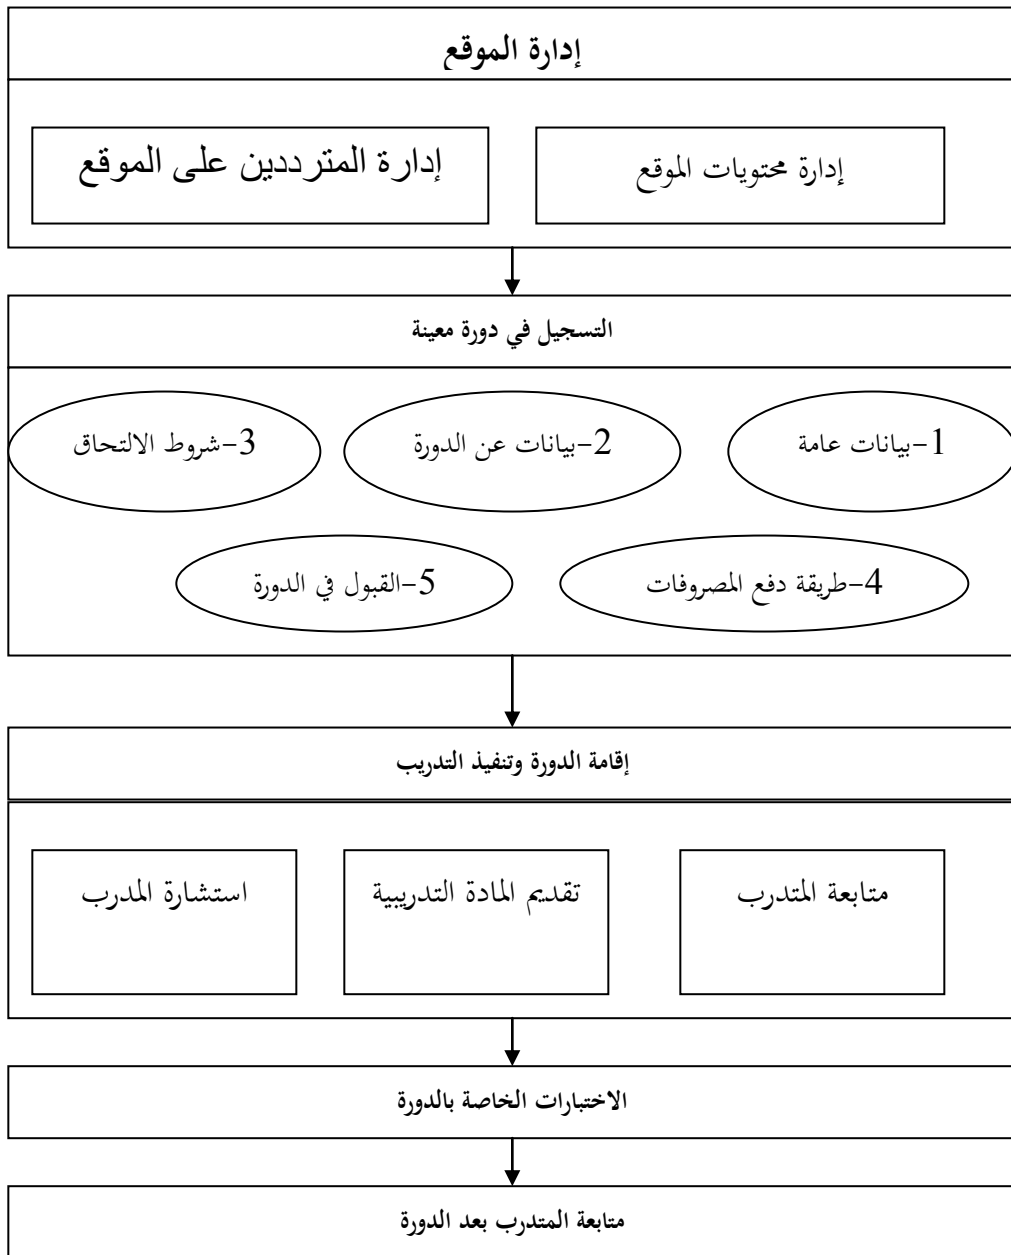 إدارة الموقع
إدارة محتويات الموقع
إدارة المترددين على الموقع
التسجيل في دورة معينة
1-بيانات عامة
2-بيانات عن الدورة
3-شروط الالتحاق
4-طريقة دفع المصروفات
5-القبول في الدورة
إقامة الدورة وتنفيذ التدريب
متابعة المتدرب
تقديم المادة التدريبية
استشارة المدرب
الاختبارات الخاصة بالدورة
متابعة المتدرب بعد الدورة